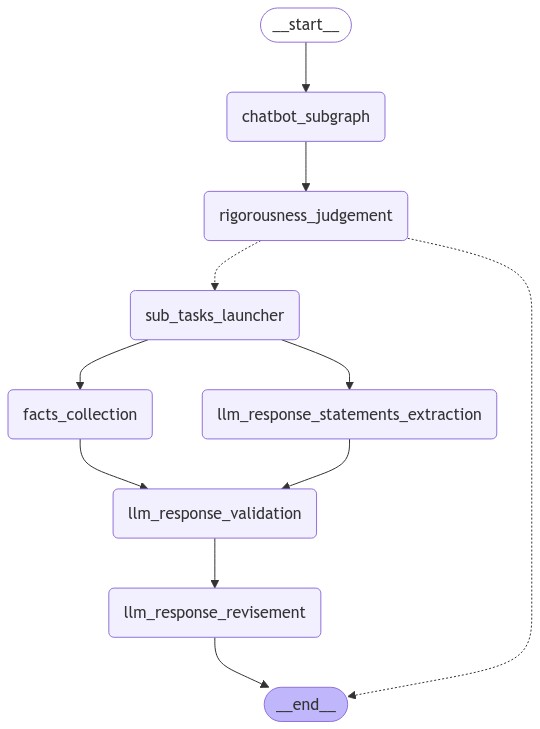 __start__
chatbot_subgraph
rigorousness_judgement
sub_tasks_launcher
facts_collection
llm_response_statements_extraction
llm_response_validation
llm_response_revisement
__end__